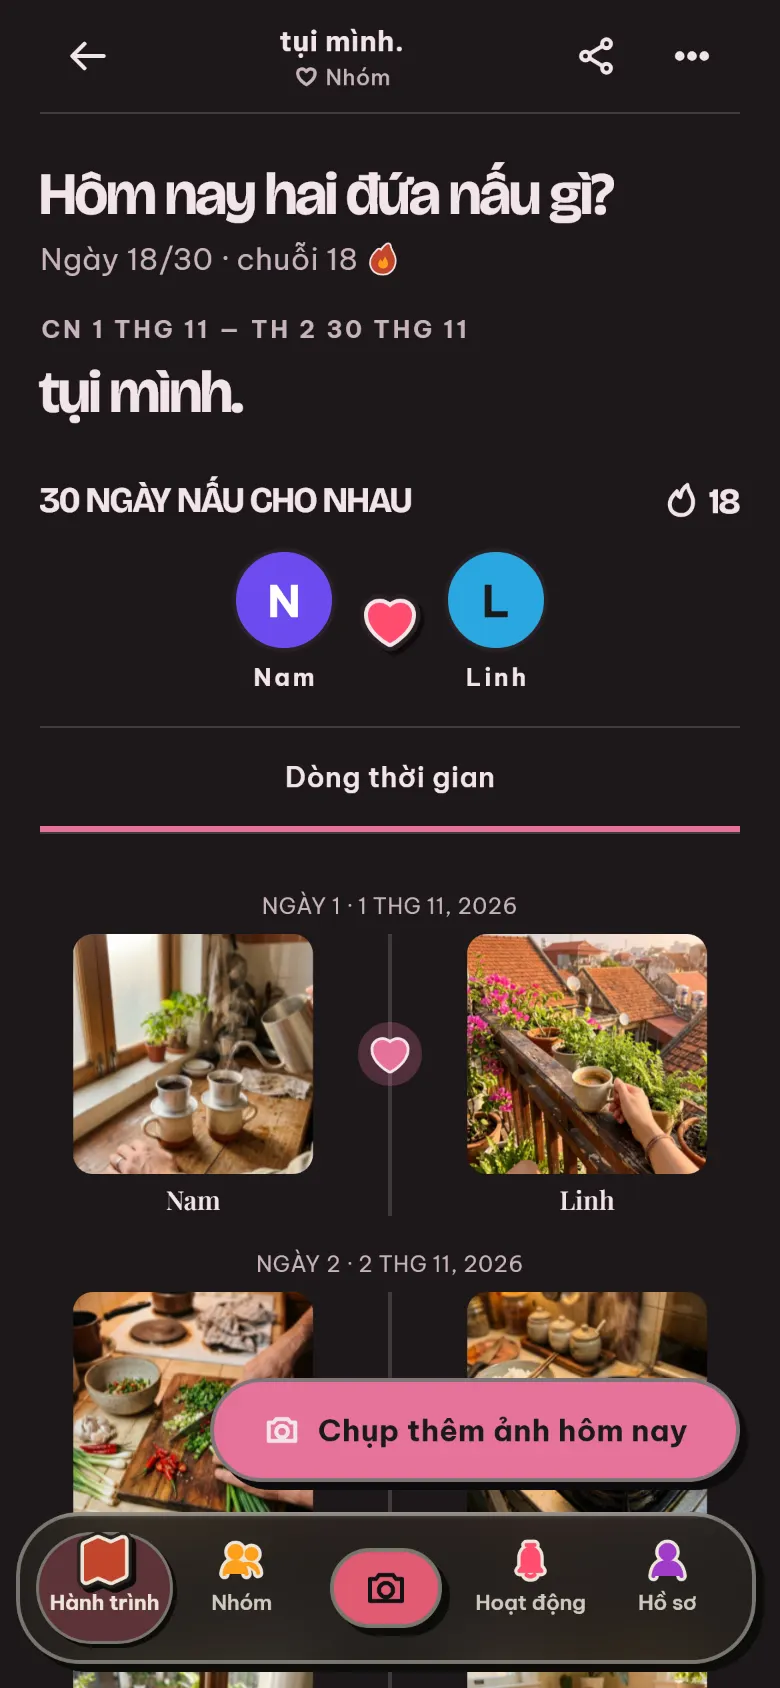 tụi mình.
Nhóm
Hôm nay hai đứa nấu gì?
Ngày 18/30 · chuỗi 18
CN 1 THG 11 – TH 2 30 THG 11
tụi mình.
30 NGÀY NẤU CHO NHAU
18
N
L
Nam
Linh
Dòng thời gian
NGÀY 1 · 1 THG 11, 2026
Nam
Linh
NGÀY 2 · 2 THG 11, 2026
Chụp thêm ảnh hôm nay
Hành trình
Nhóm
Hoạt động
Hồ sơ